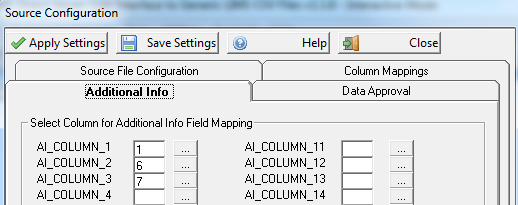 Source Configuration
Apply Settings Save Settings Help Close
Source File Configuration Column Mappings
Additional Info Data Approval
Select Column for Additional Info Field Mapping
AI_COLUMN_1 1 ... AI_COLUMN_11 ...
AI_COLUMN_2 6 ... AI_COLUMN_12 ...
AI_COLUMN_3 7 ... AI_COLUMN_13 ...
AI_COLUMN_4 ... AI_COLUMN_14 ...